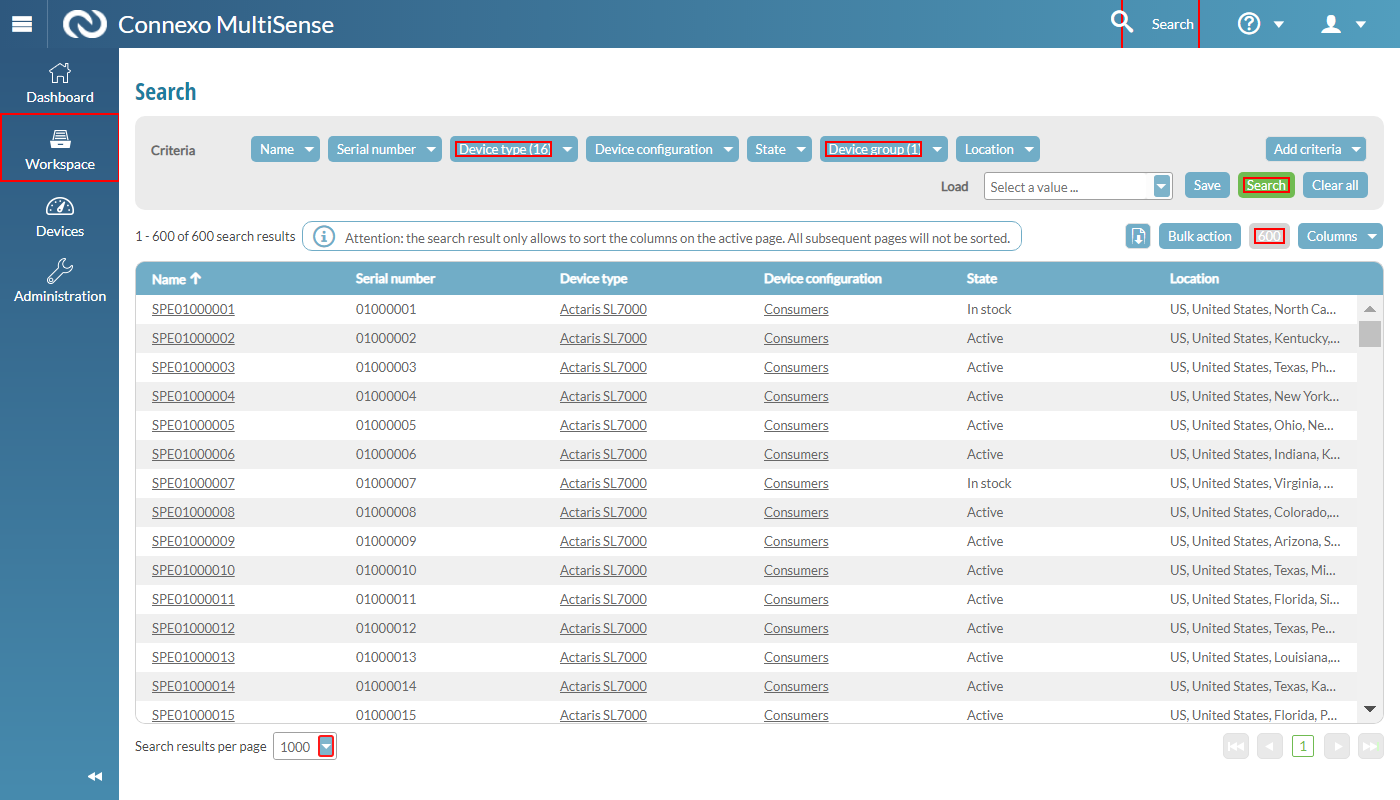 Connexo MultiSense
Search
Dashboard
Workspace
Devices
Administration
Search
Criteria
Name
Serial number
Device type (16)
Device configuration
State
Device group (1)
Location
Add criteria
Load
Select a value ...
Save
Search
Clear all
1 - 600 of 600 search results
Attention: the search result only allows to sort the columns on the active page. All subsequent pages will not be sorted.
Bulk action
600
Columns
Name Serial number Device type Device configuration State Location
SPE01000001 01000001 Actaris SL7000 Consumers In stock US, United States, North Ca...
SPE01000002 01000002 Actaris SL7000 Consumers Active US, United States, Kentucky,...
SPE01000003 01000003 Actaris SL7000 Consumers Active US, United States, Texas, Ph...
SPE01000004 01000004 Actaris SL7000 Consumers Active US, United States, New York...
SPE01000005 01000005 Actaris SL7000 Consumers Active US, United States, Ohio, Ne...
SPE01000006 01000006 Actaris SL7000 Consumers Active US, United States, Indiana, K...
SPE01000007 01000007 Actaris SL7000 Consumers In stock US, United States, Virginia, ...
SPE01000008 01000008 Actaris SL7000 Consumers Active US, United States, Colorado,...
SPE01000009 01000009 Actaris SL7000 Consumers Active US, United States, Arizona, S...
SPE01000010 01000010 Actaris SL7000 Consumers Active US, United States, Texas, Mi...
SPE01000011 01000011 Actaris SL7000 Consumers Active US, United States, Florida, Si...
SPE01000012 01000012 Actaris SL7000 Consumers Active US, United States, Texas, Pe...
SPE01000013 01000013 Actaris SL7000 Consumers Active US, United States, Louisiana,...
SPE01000014 01000014 Actaris SL7000 Consumers Active US, United States, Texas, Ka...
SPE01000015 01000015 Actaris SL7000 Consumers Active US, United States, Florida, P...
Search results per page 1000
1